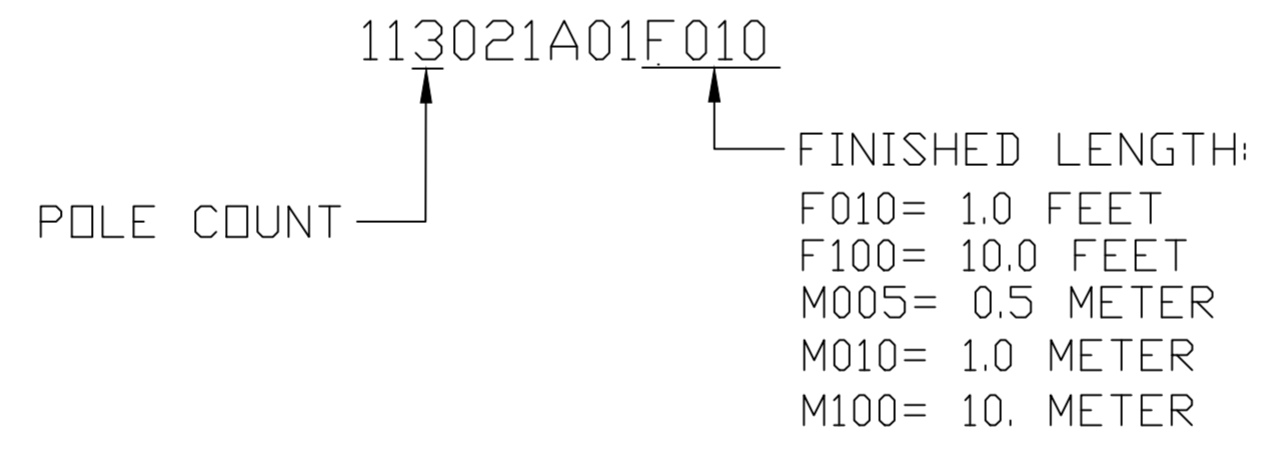 113021A01F010
FINISHED LENGTH:
POLE COUNT
F010= 1.0 FEET
F100= 10.0 FEET
M005= 0.5 METER
M010= 1.0 METER
M100= 10. METER